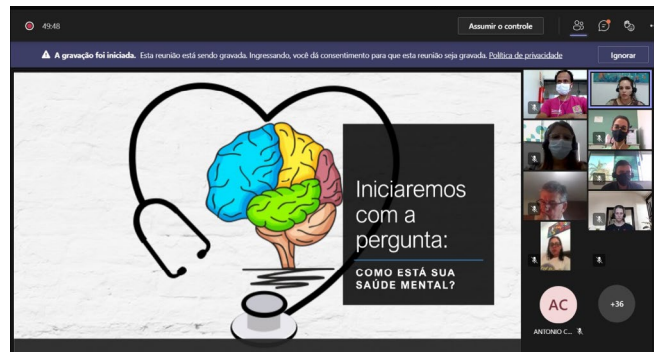 49:48
Assumir o controle
A gravação foi iniciada. Esta reunião está sendo gravada. Ingressando, você dá consentimento para que esta reunião seja gravada. Política de privacidade
Ignorar
Iniciaremos
com a
pergunta:
COMO ESTÁ SUA
SAÚDE MENTAL?
AC
+36
ANTONIO C...